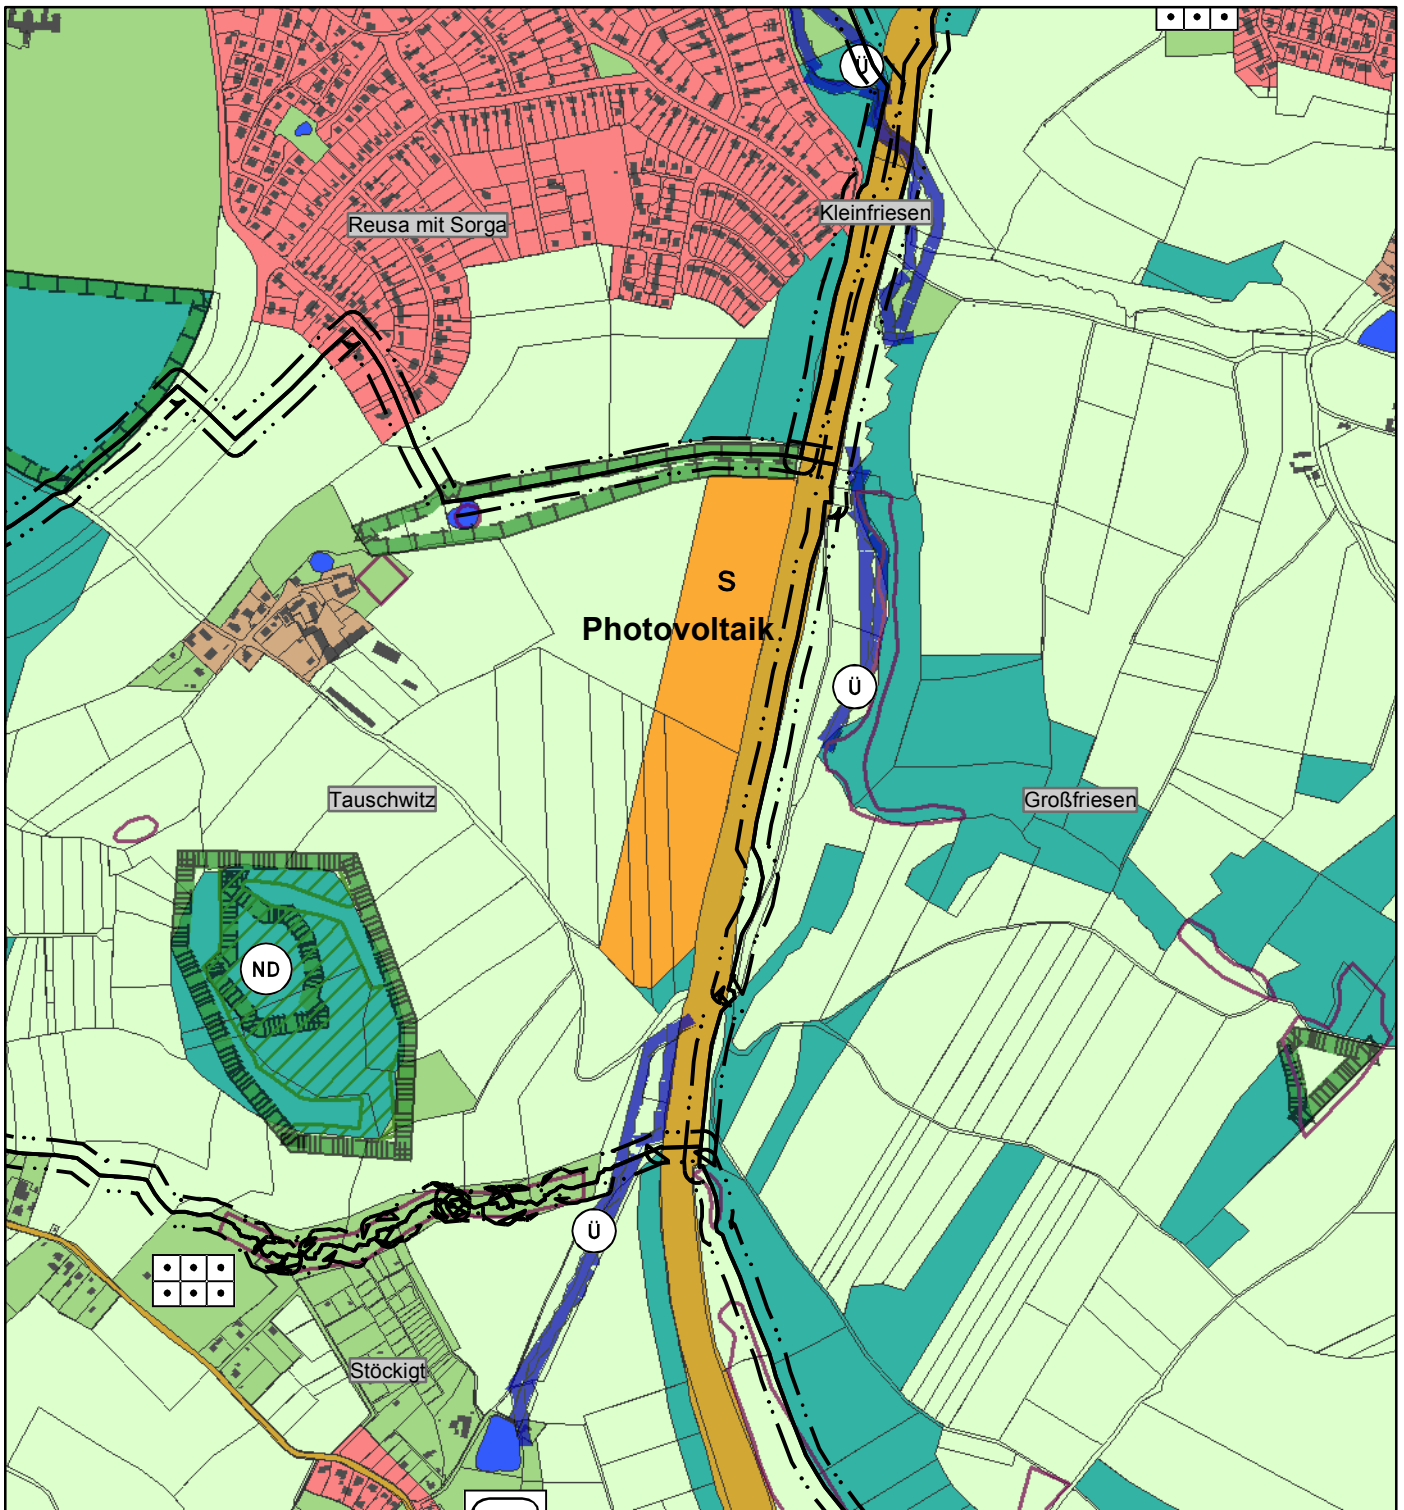 Ü
Kleinfriesen
Reusa mit Sorga
S
Photovoltaik
Ü
Tauschwitz
Großfriesen
ND
Ü
Stöckigt